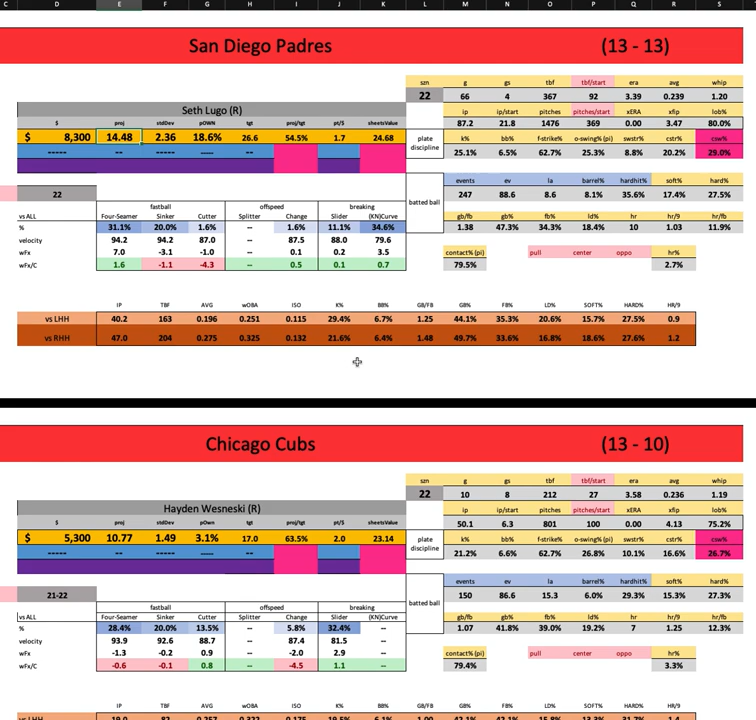 C D E F G H I J K L M N O P Q R S
San Diego Padres (13 - 13)
szn g gs tbf tbf/start era avg whip
22 66 4 367 92 3.39 0.239 1.20
Seth Lugo (R) ip ip/start pitches pitches/start xERA xfip lob%
$ proj stdDev pOWN tgt proj/tgt pt/$ sheetsValue 87.2 21.8 1476 369 0.00 3.47 80.0%
$ 8,300 14.48 2.36 18.6% 26.6 54.5% 1.7 24.68 plate discipline k% bb% f-strike% o-swing% (pi) swstr% cstr% csw%
----- -- ---- ----- -- -- 25.1% 6.5% 62.7% 25.3% 8.8% 20.2% 29.0%
events ev la barrel% hardhit% soft% hard%
22 batted ball 247 88.6 8.6 8.1% 35.6% 17.4% 27.5%
fastball offspeed breaking
vs ALL Four-Seamer Sinker Cutter Splitter Change Slider (KN)Curve gb/fb gb% fb% ld% hr hr/9 hr/fb
% 31.1% 20.0% 1.6% -- 1.6% 11.1% 34.6% 1.38 47.3% 34.3% 18.4% 10 1.03 11.9%
velocity 94.2 94.2 87.0 -- 87.5 88.0 79.6
wFx 7.0 -3.1 -1.0 -- 0.1 0.2 3.5 contact% (pi) pull center oppo hr%
wFx/C 1.6 -1.1 -4.3 -- 0.5 0.1 0.7 79.5% 2.7%
IP TBF AVG wOBA ISO K% BB% GB/FB GB% FB% LD% SOFT% HARD% HR/9
vs LHH 40.2 163 0.196 0.251 0.115 29.4% 6.7% 1.25 44.1% 35.3% 20.6% 15.7% 27.5% 0.9
vs RHH 47.0 204 0.275 0.325 0.132 21.6% 6.4% 1.48 49.7% 33.6% 16.8% 18.6% 27.6% 1.2
Chicago Cubs (13 - 10)
szn g gs tbf tbf/start era avg whip
22 10 8 212 27 3.58 0.236 1.19
Hayden Wesneski (R) ip ip/start pitches pitches/start xERA xfip lob%
$ proj stdDev pOwn tgt proj/tgt pt/$ sheetsValue 50.1 6.3 801 100 0.00 4.13 75.2%
$ 5,300 10.77 1.49 3.1% 17.0 63.5% 2.0 23.14 plate discipline k% bb% f-strike% o-swing% (pi) swstr% cstr% csw%
----- -- ---- ----- -- -- 21.2% 6.6% 62.7% 26.8% 10.1% 16.6% 26.7%
events ev la barrel% hardhit% soft% hard%
21-22 batted ball 150 86.6 15.3 6.0% 29.3% 15.3% 27.3%
fastball offspeed breaking
vs ALL Four-Seamer Sinker Cutter Splitter Change Slider (KN)Curve gb/fb gb% fb% ld% hr hr/9 hr/fb
% 28.4% 20.0% 13.5% -- 5.8% 32.4% -- 1.07 41.8% 39.0% 19.2% 7 1.25 12.3%
velocity 93.9 92.6 88.7 -- 87.4 81.5 --
wFx -1.3 -0.2 0.9 -- -2.0 2.9 -- contact% (pi) pull center oppo hr%
wFx/C -0.6 -0.1 0.8 -- -4.5 1.1 -- 79.4% 3.3%
IP TBF AVG wOBA ISO K% BB% GB/FB GB% FB% LD% SOFT% HARD% HR/9